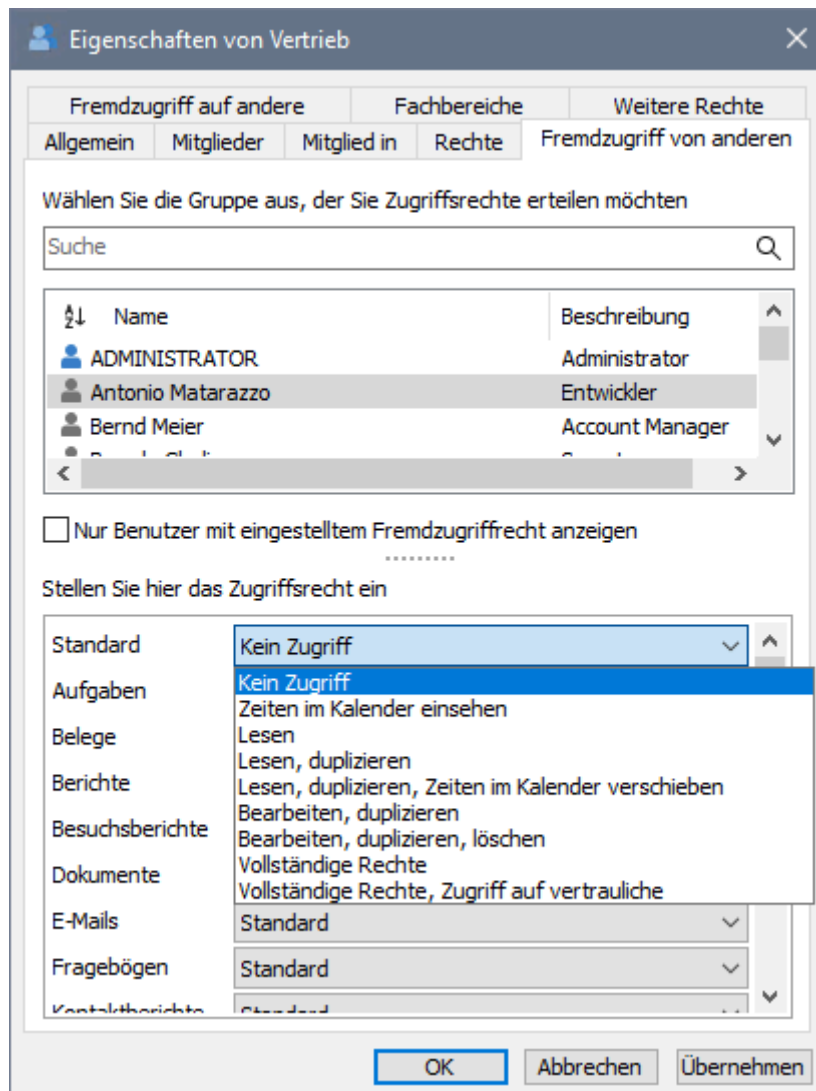 Eigenschaften von Vertrieb
Fremdzugriff auf andere Fachbereiche Weitere Rechte
Allgemein Mitglieder Mitglied in Rechte Fremdzugriff von anderen
Wählen Sie die Gruppe aus, der Sie Zugriffsrechte erteilen möchten
Suche
Name Beschreibung
ADMINISTRATOR Administrator
Antonio Matarazzo Entwickler
Bernd Meier Account Manager
Nur Benutzer mit eingestelltem Fremdzugriffrecht anzeigen
Stellen Sie hier das Zugriffsrecht ein
Standard Kein Zugriff
Kein Zugriff
Aufgaben
Zeiten im Kalender einsehen
Belege Lesen
Lesen, duplizieren
Berichte Lesen, duplizieren, Zeiten im Kalender verschieben
Bearbeiten, duplizieren
Besuchsberichte Bearbeiten, duplizieren, löschen
Vollständige Rechte
Dokumente Vollständige Rechte, Zugriff auf vertrauliche
E-Mails Standard
Fragebögen Standard
Kontaktberichte Standard
OK Abbrechen Übernehmen